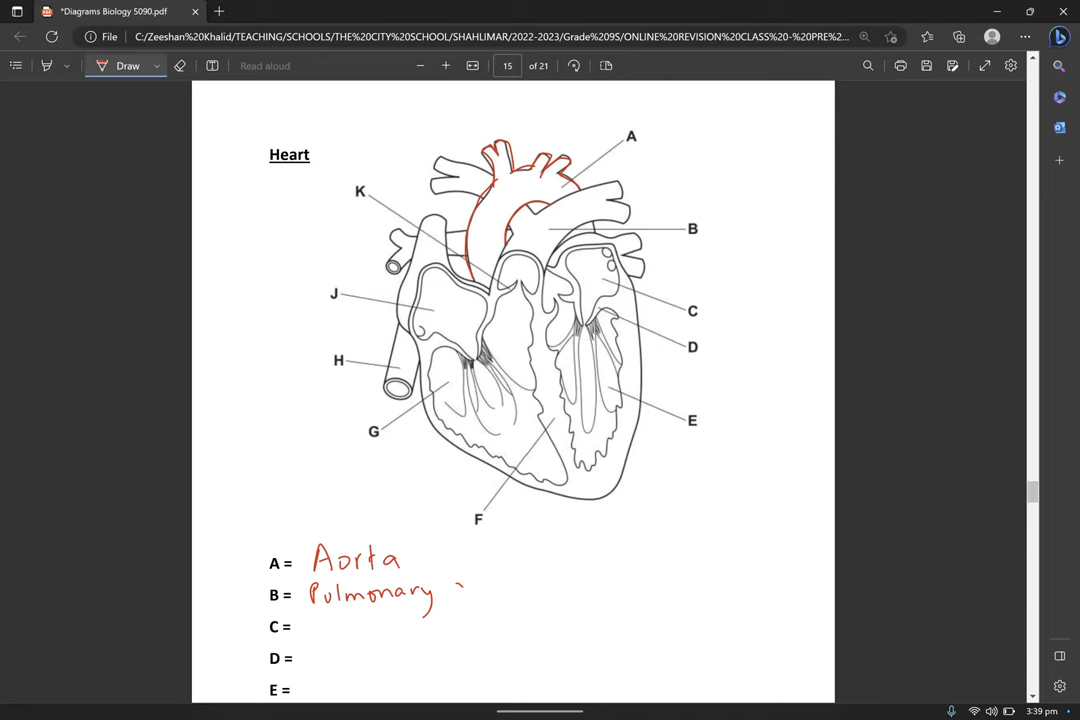 *Diagrams Biology 5090.pdf
File
C:/Zeeshan%20Khalid/TEACHING/SCHOOLS/THE%20CITY%20SCHOOL/SHAHLIMAR/2022-2023/Grade%209S/ONLINE%20REVISION%20CLASS%20-%20PRE%...
Draw
Read aloud
15 of 21
Heart
A
K
B
J
C
D
H
E
G
F
A = Aorta
B = Pulmonary
C =
D =
E =
3:39 pm